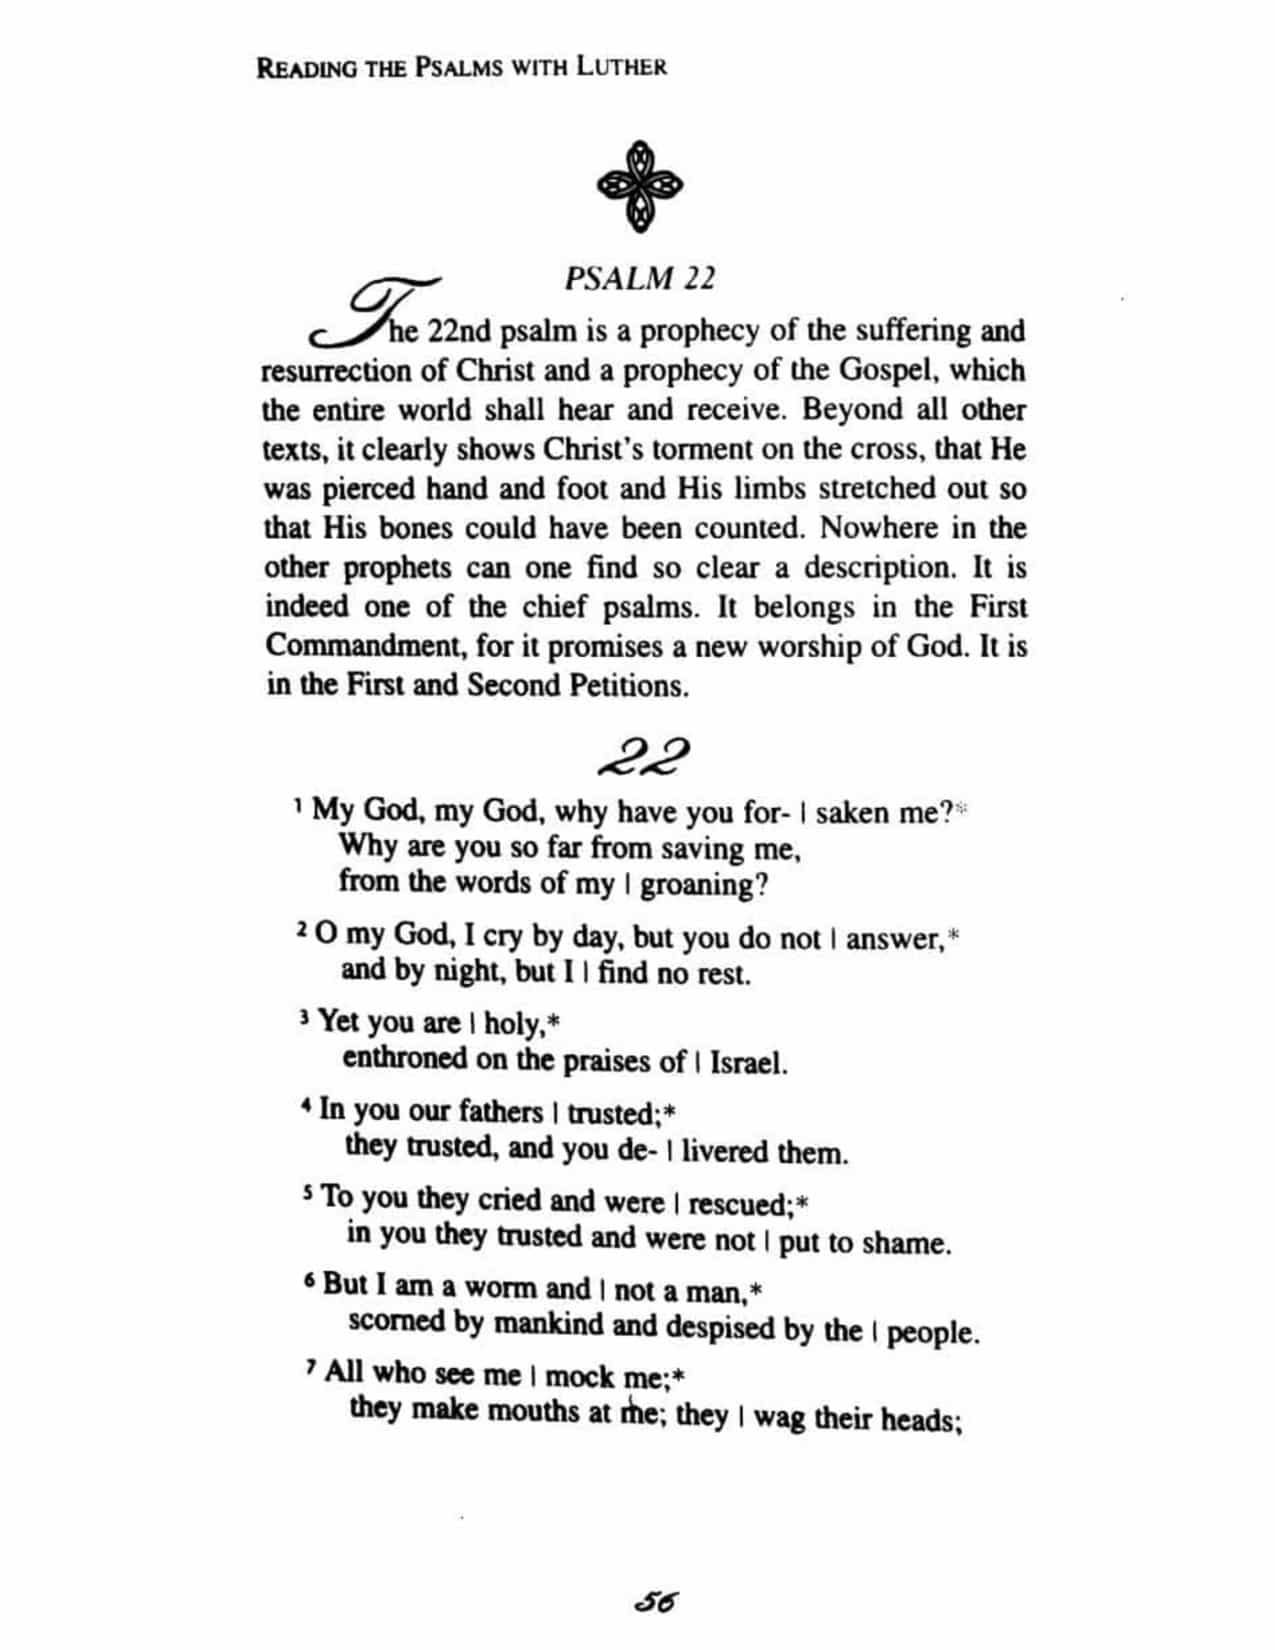 READING THE PSALMS WITH LUTHER
PSALM 22
The 22nd psalm is a prophecy of the suffering and
resurrection of Christ and a prophecy of the Gospel, which
the entire world shall hear and receive. Beyond all other
texts, it clearly shows Christ's torment on the cross, that He
was pierced hand and foot and His limbs stretched out so
that His bones could have been counted. Nowhere in the
other prophets can one find so clear a description. It is
indeed one of the chief psalms. It belongs in the First
Commandment, for it promises a new worship of God. It is
in the First and Second Petitions.
22
1 My God, my God, why have you for- | saken me?*
Why are you so far from saving me,
from the words of my | groaning?
2 O my God, I cry by day, but you do not | answer,*
and by night, but I | find no rest.
3 Yet you are | holy,*
enthroned on the praises of | Israel.
4 In you our fathers | trusted;*
they trusted, and you de- | livered them.
5 To you they cried and were | rescued;*
in you they trusted and were not | put to shame.
6 But I am a worm and | not a man,*
scorned by mankind and despised by the | people.
7 All who see me | mock me;*
they make mouths at me; they | wag their heads;
56